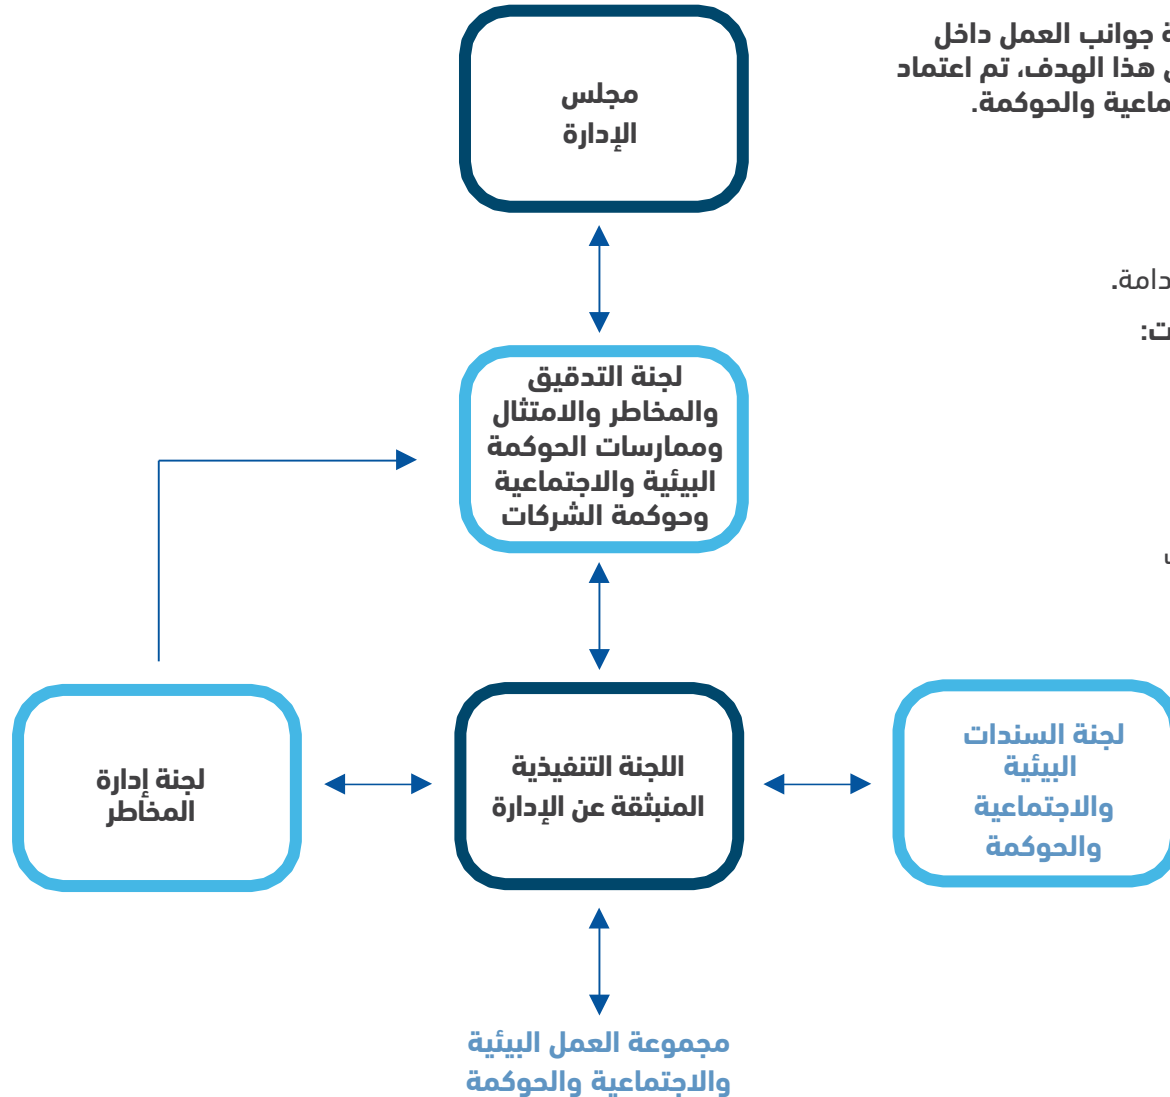 مجلس
الإدارة
جوانب العمل داخل
هذا الهدف، تم اعتماد
والحوكمة.
لجنة التدقيق
والمخاطر والامتثال
وممارسات الحوكمة
البيئية والاجتماعية
وحوكمة الشركات
لجنة إدارة
المخاطر
اللجنة التنفيذية
المنبثقة عن الإدارة
لجنة السندات
البيئية
والاجتماعية
والحوكمة
مجموعة العمل البيئية
والاجتماعية والحوكمة